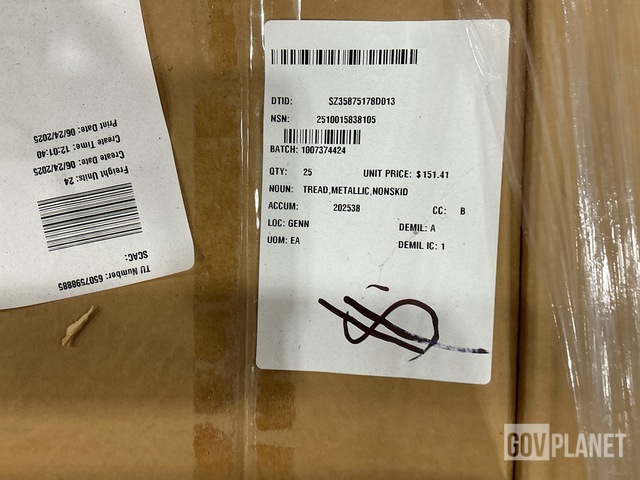 DTID: SZ35875178D013
NSN: 2510015838105
BATCH: 1007374424
QTY: 25 UNIT PRICE: $ 151.41
NOUN: TREAD,METALLIC,NONSKID
ACCUM: 202538 CC: B
LOC: GENN DEMIL: A
UOM: EA DEMIL IC: 1
TU Number: 6507598885
SCAC:
Freight Units: 24
Create Date: 06/24/2025
Create Time: 12:01:40
Print Date: 06/24/2025
GOVPLANET